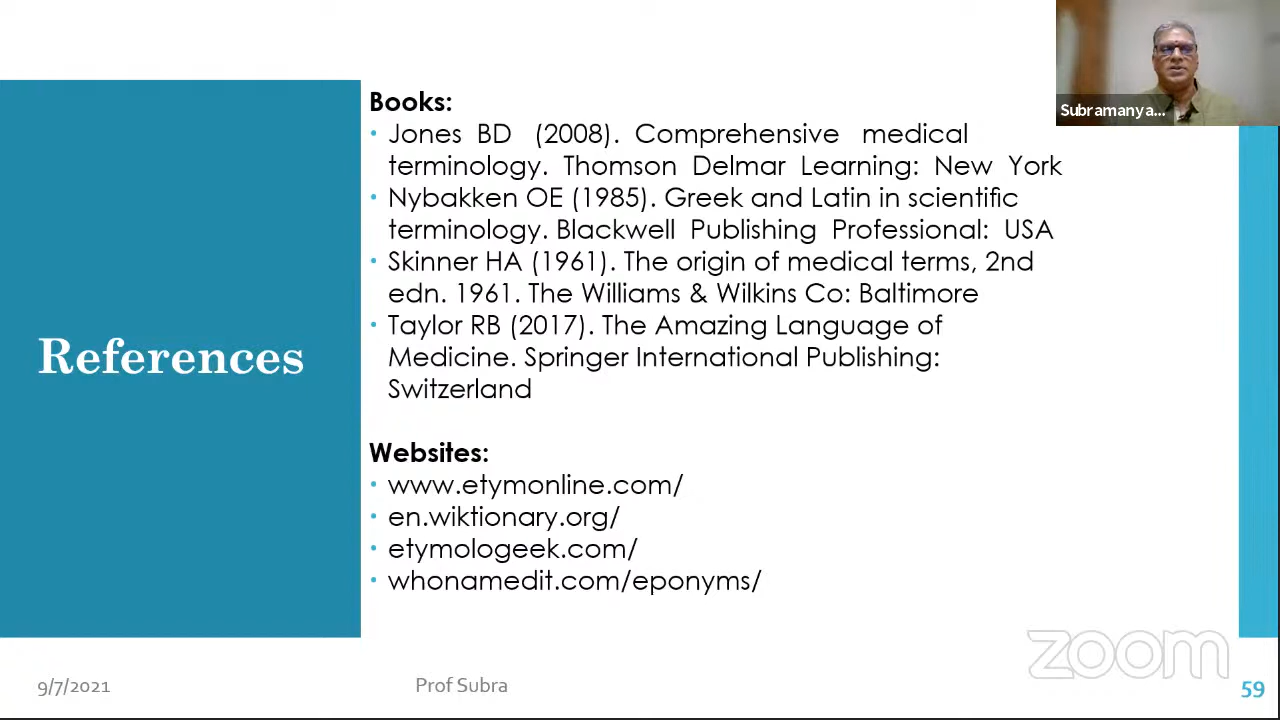 Subramanya...
Books:
• Jones BD (2008). Comprehensive medical
terminology. Thomson Delmar Learning: New York
• Nybakken OE (1985). Greek and Latin in scientific
terminology. Blackwell Publishing Professional: USA
• Skinner HA (1961). The origin of medical terms, 2nd
edn. 1961. The Williams & Wilkins Co: Baltimore
• Taylor RB (2017). The Amazing Language of
Medicine. Springer International Publishing:
Switzerland
References
Websites:
• www.etymonline.com/
• en.wiktionary.org/
• etymologeek.com/
• whonamedit.com/eponyms/
zoom
9/7/2021
Prof Subra
59